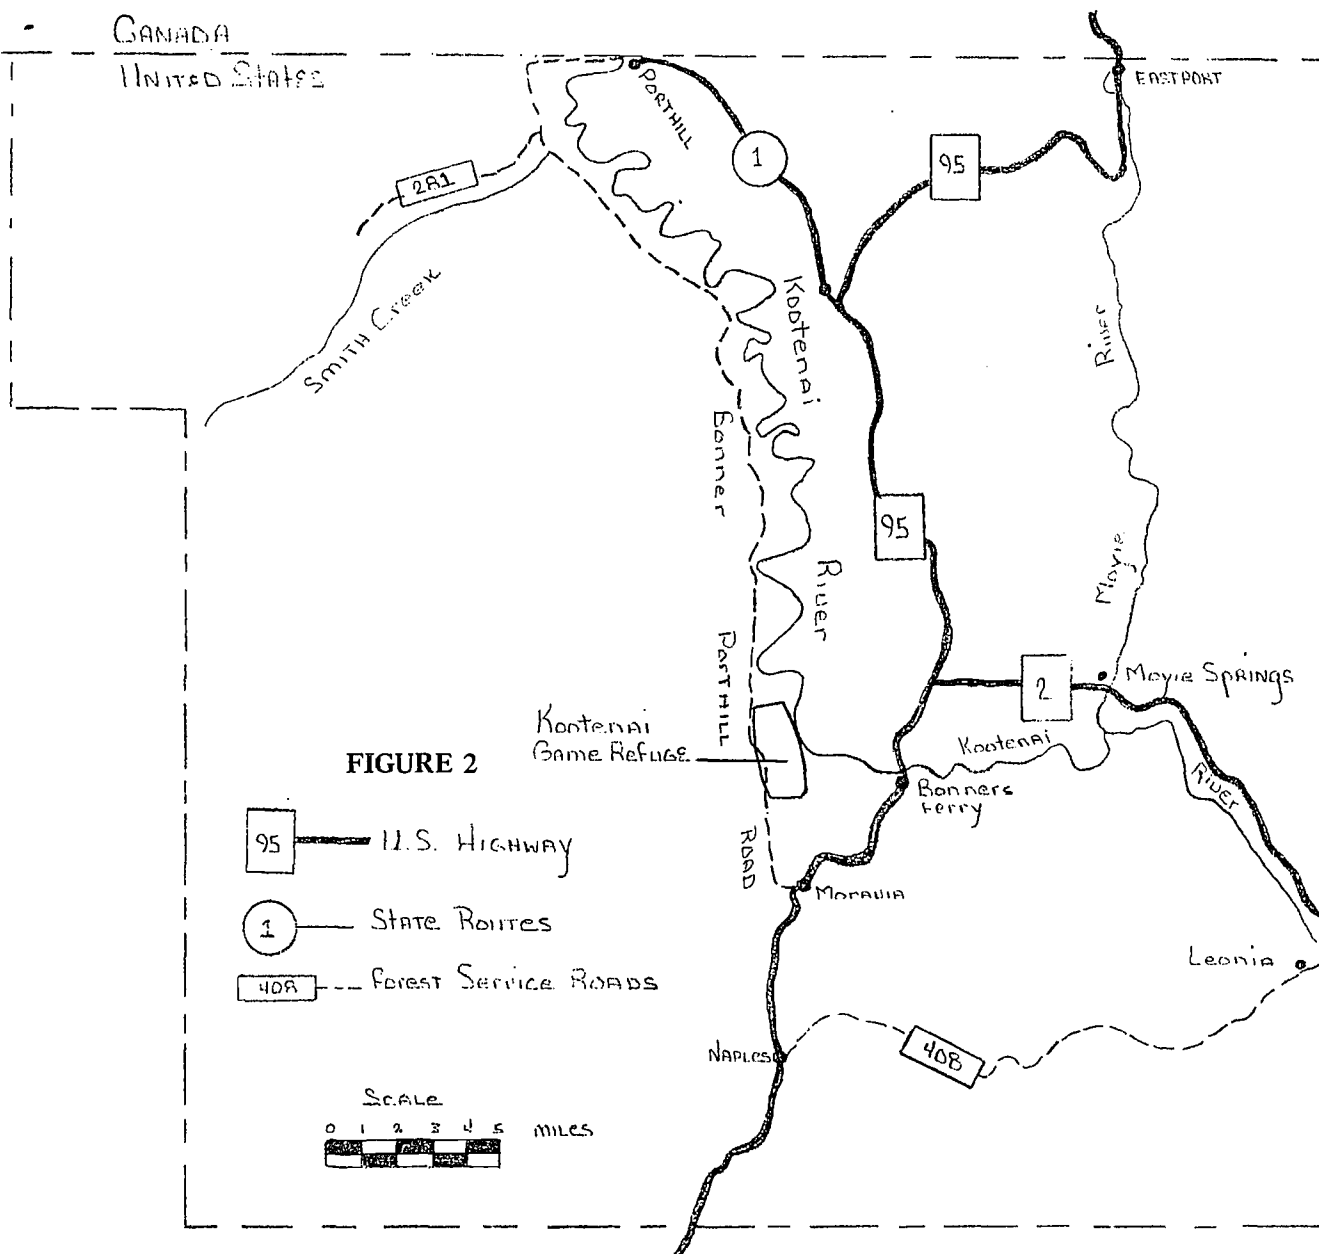 CANADA
UNITED STATES
PORTHILL
EASTPORT
1
95
281
SMITH Creek
Kootenai
River
Bonner
PORTHILL
ROAD
River
Moyie
95
2
Moyie Springs
Kootenai
Game Refuge
Kootenai
River
FIGURE 2
Bonners
Ferry
95 U.S. HIGHWAY
Moravia
1 STATE ROUTES
Leonia
408 Forest Service ROADS
NAPLES
408
SCALE
0 1 2 3 4 5 MILES